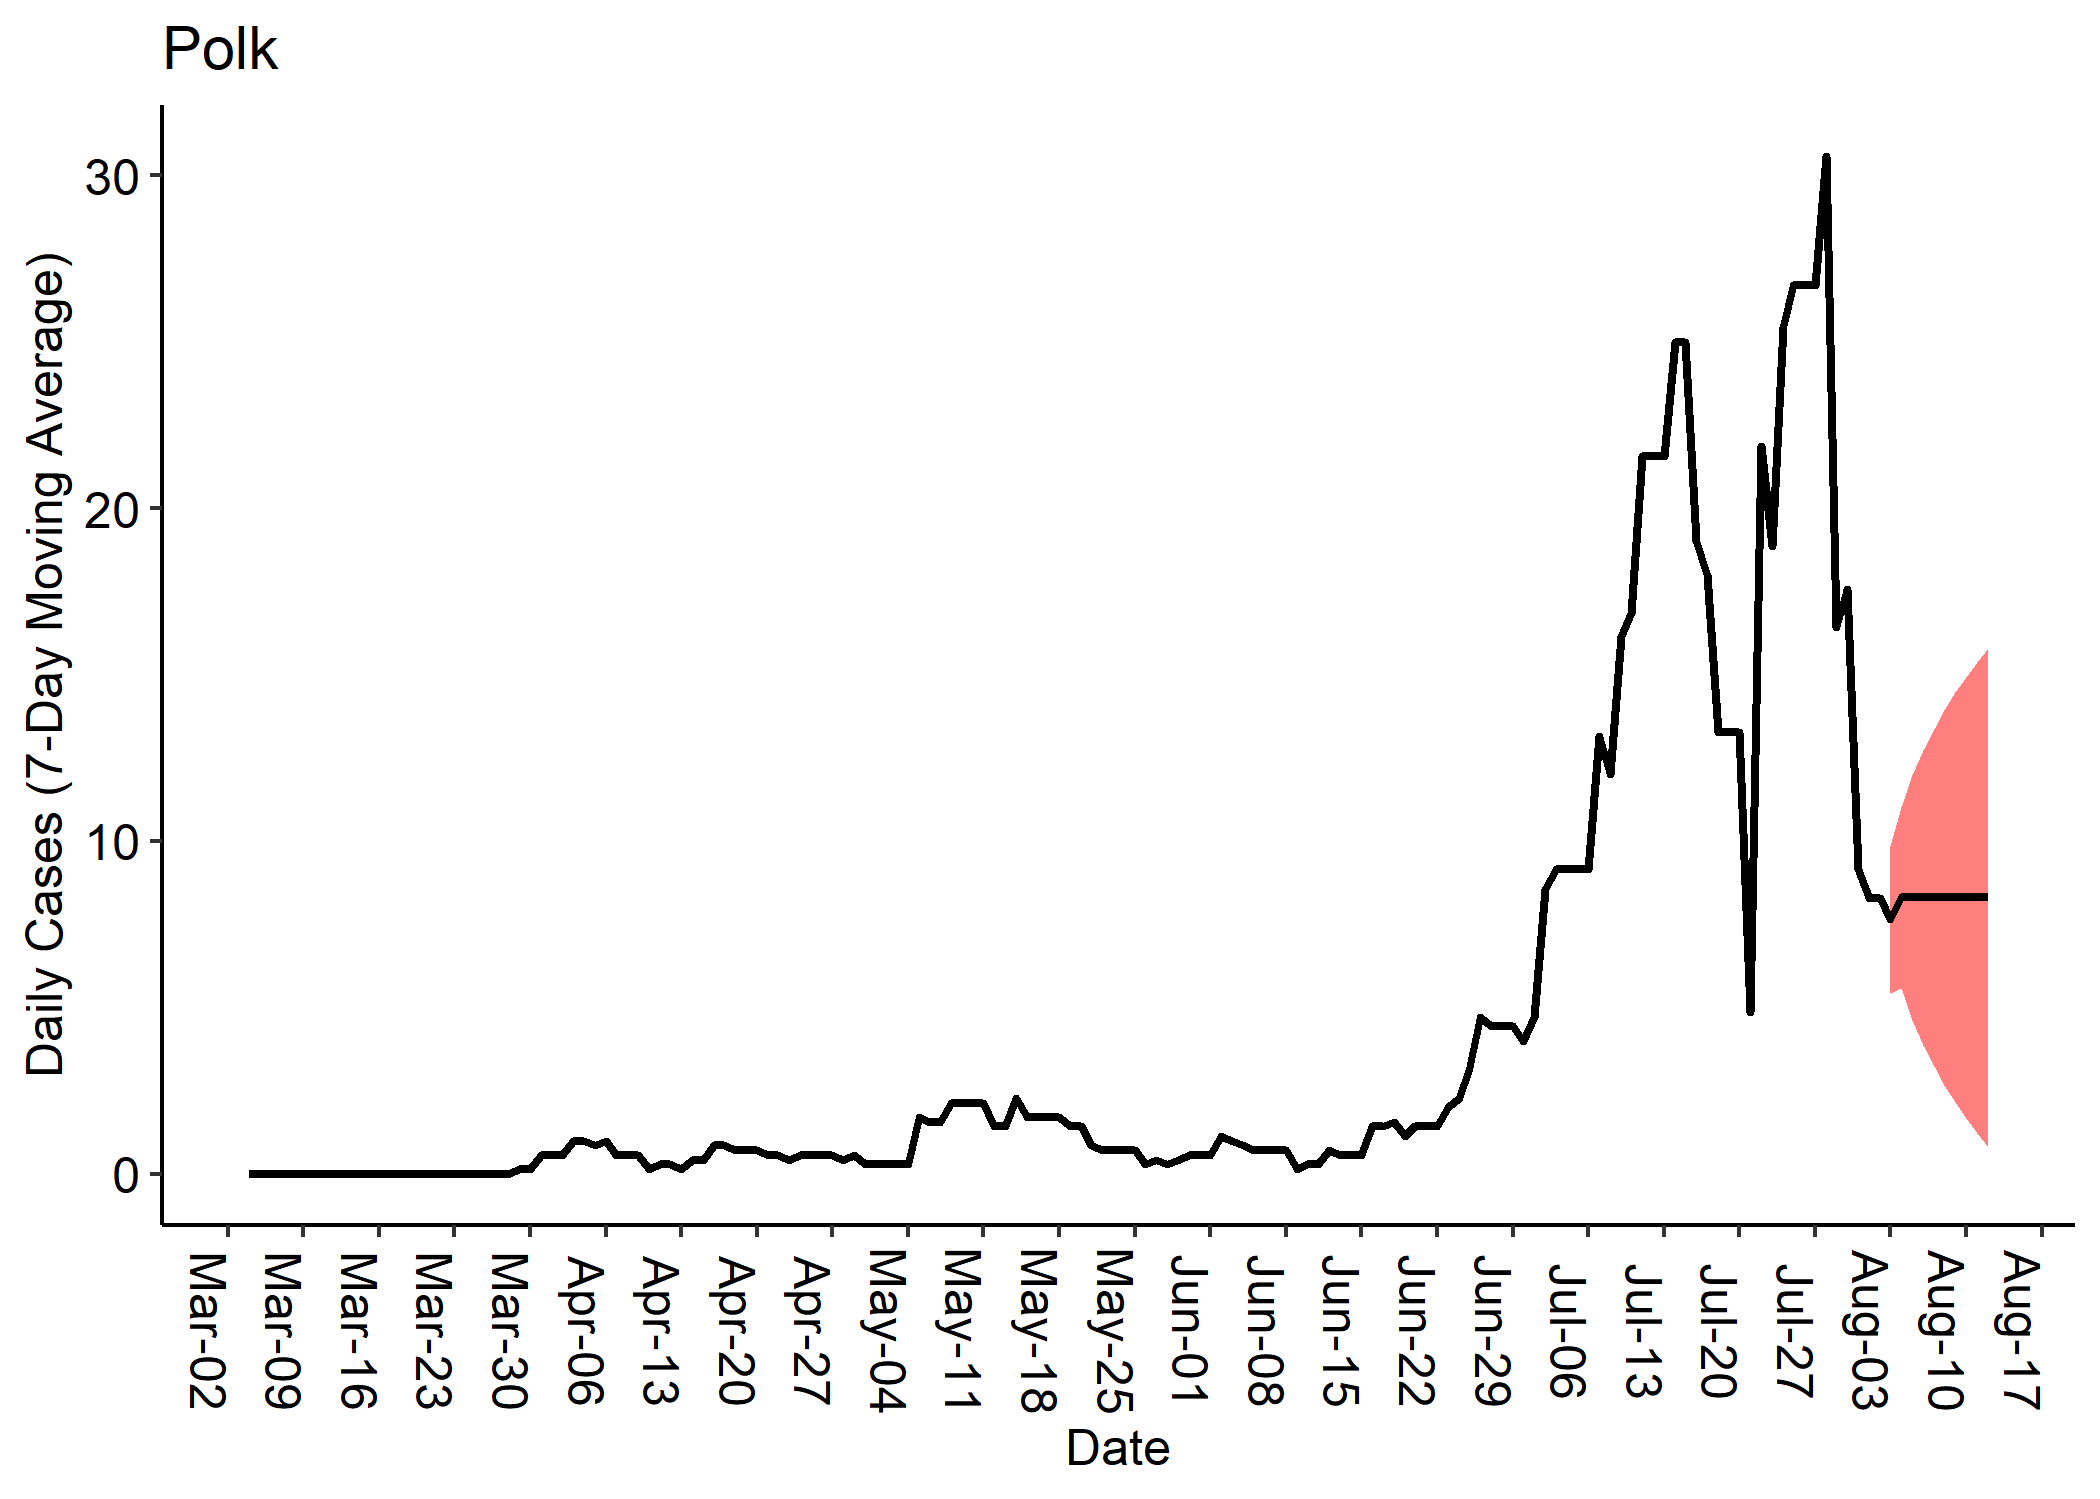 Polk
Daily Cases (7-Day Moving Average)
30
20
10
0
Mar-02
Mar-09
Mar-16
Mar-23
Mar-30
Apr-06
Apr-13
Apr-20
Apr-27
May-04
May-11
May-18
May-25
Jun-01
Jun-08
Jun-15
Jun-22
Jun-29
Jul-06
Jul-13
Jul-20
Jul-27
Aug-03
Aug-10
Aug-17
Date